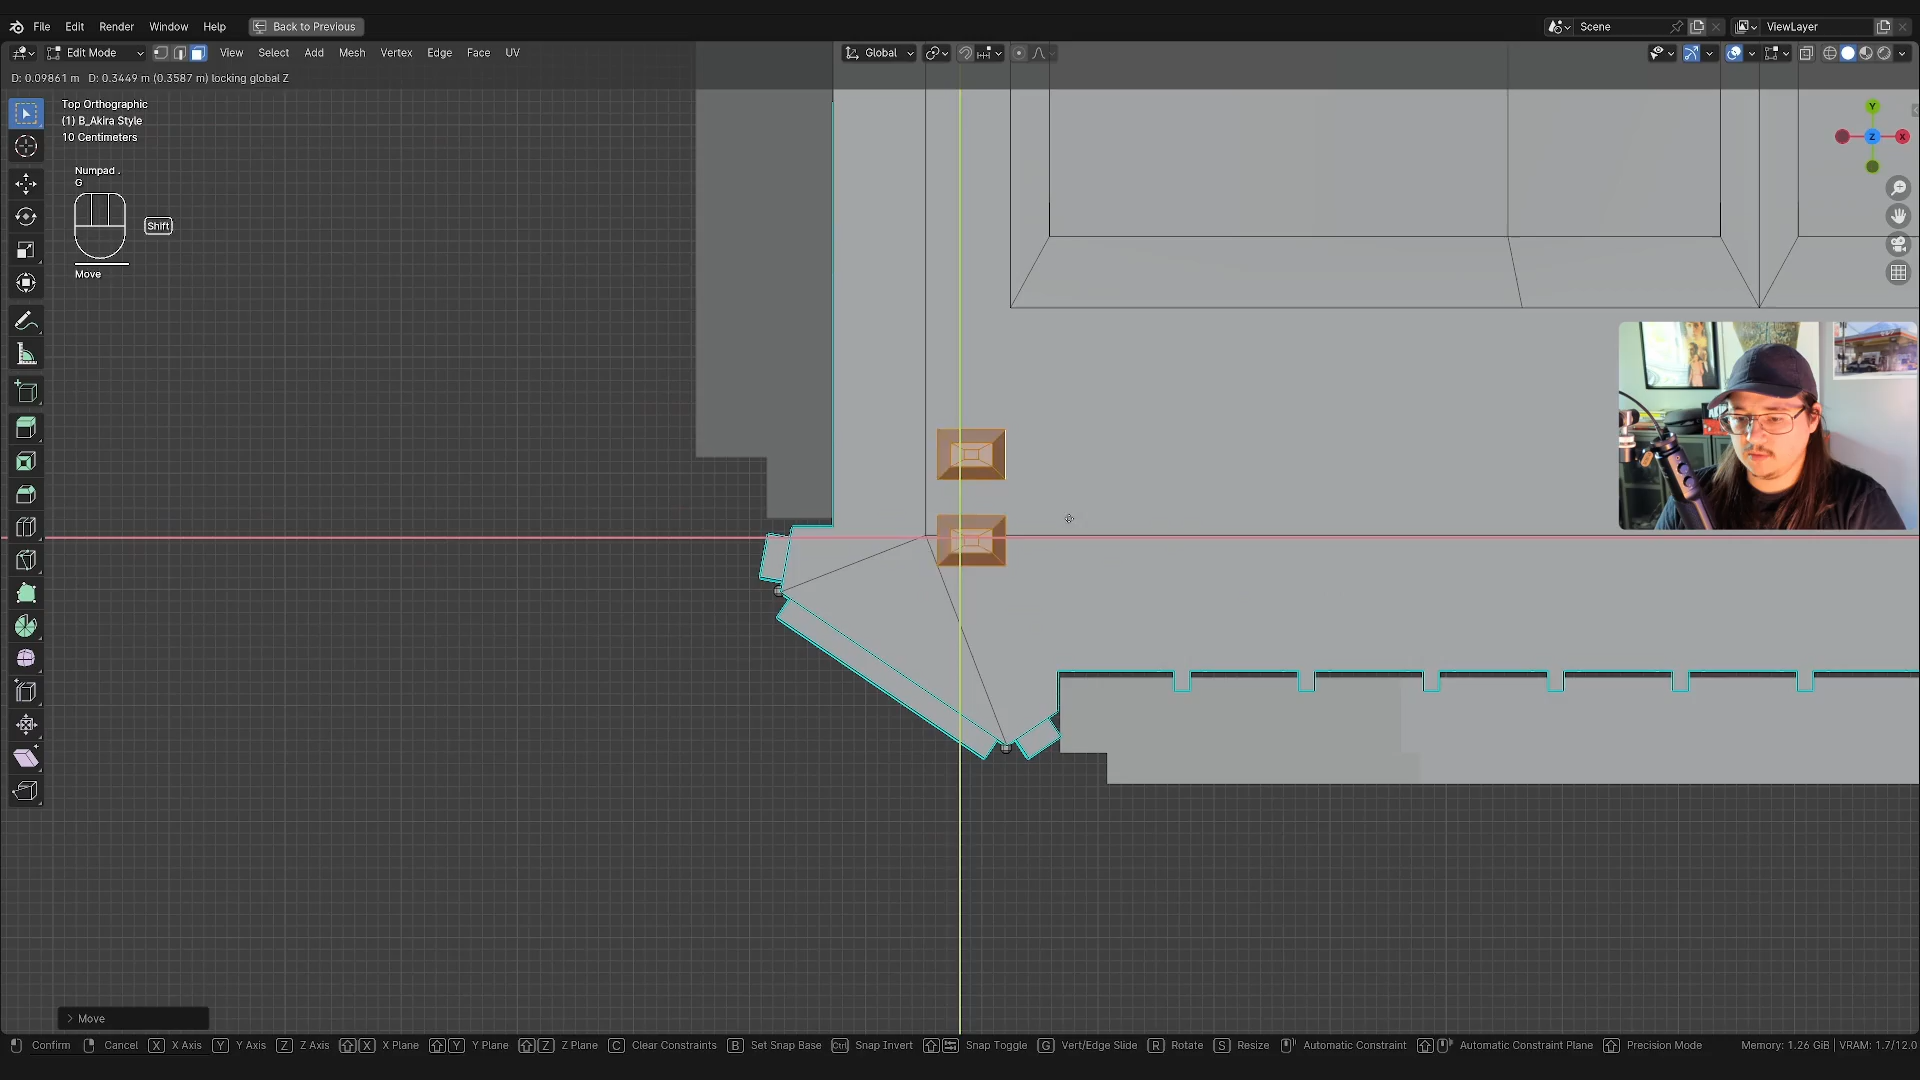 File Edit Render Window Help Back to Previous Scene ViewLayer
Edit Mode View Select Add Mesh Vertex Edge Face UV Global
D: 0.09861 m D: 0.3449 m (0.3587 m) locking global Z
Top Orthographic
(1) B_Akira Style
10 Centimeters
Y
Z X
Numpad .
G
Shift
Move
> Move
Confirm Cancel X X Axis Y Y Axis Z Z Axis X X Plane Y Y Plane Z Z Plane C Clear Constraints B Set Snap Base Ctrl Snap Invert Snap Toggle G Vert/Edge Slide R Rotate S Resize Automatic Constraint Automatic Constraint Plane Precision Mode Memory: 1.26 GiB | VRAM: 1.7/12.0